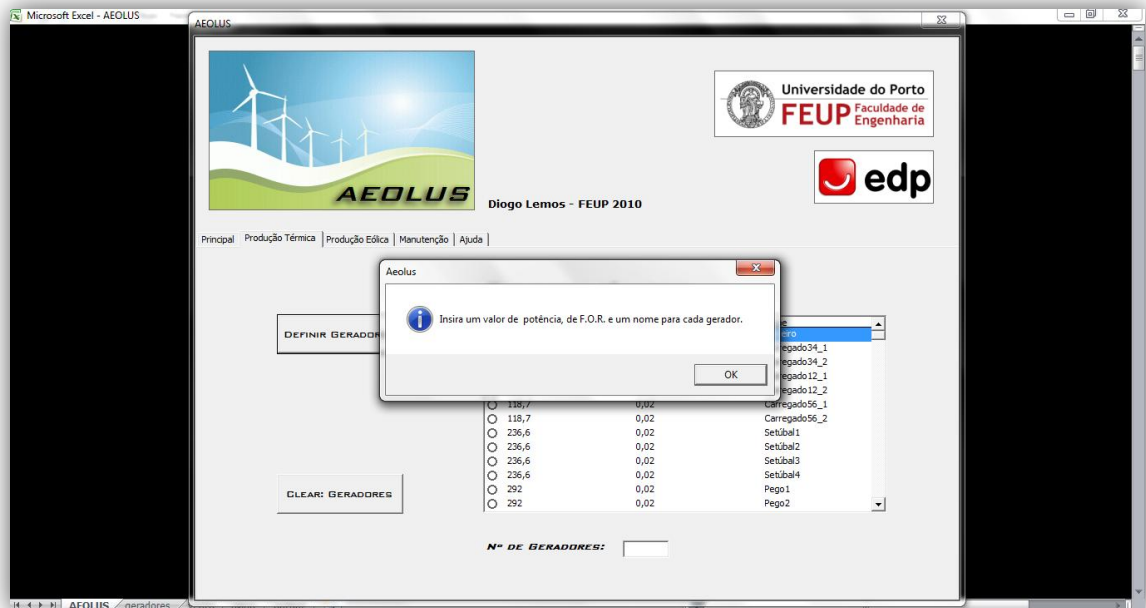 Microsoft Excel - AEOLUS
AEOLUS
Universidade do Porto
FEUP Faculdade de Engenharia
edp
AEOLUS
Diogo Lemos - FEUP 2010
Principal Produção Térmica Produção Eólica Manutenção Ajuda
Aeolus
Insira um valor de potência, de F.O.R. e um nome para cada gerador.
OK
DEFINIR
118,7 0,02 Carregado56_1
118,7 0,02 Carregado56_2
236,6 0,02 Setúbal1
236,6 0,02 Setúbal2
236,6 0,02 Setúbal3
236,6 0,02 Setúbal4
292 0,02 Pego1
292 0,02 Pego2
CLEAR: GERADORES
Nº DE GERADORES:
AEOLUS geradores